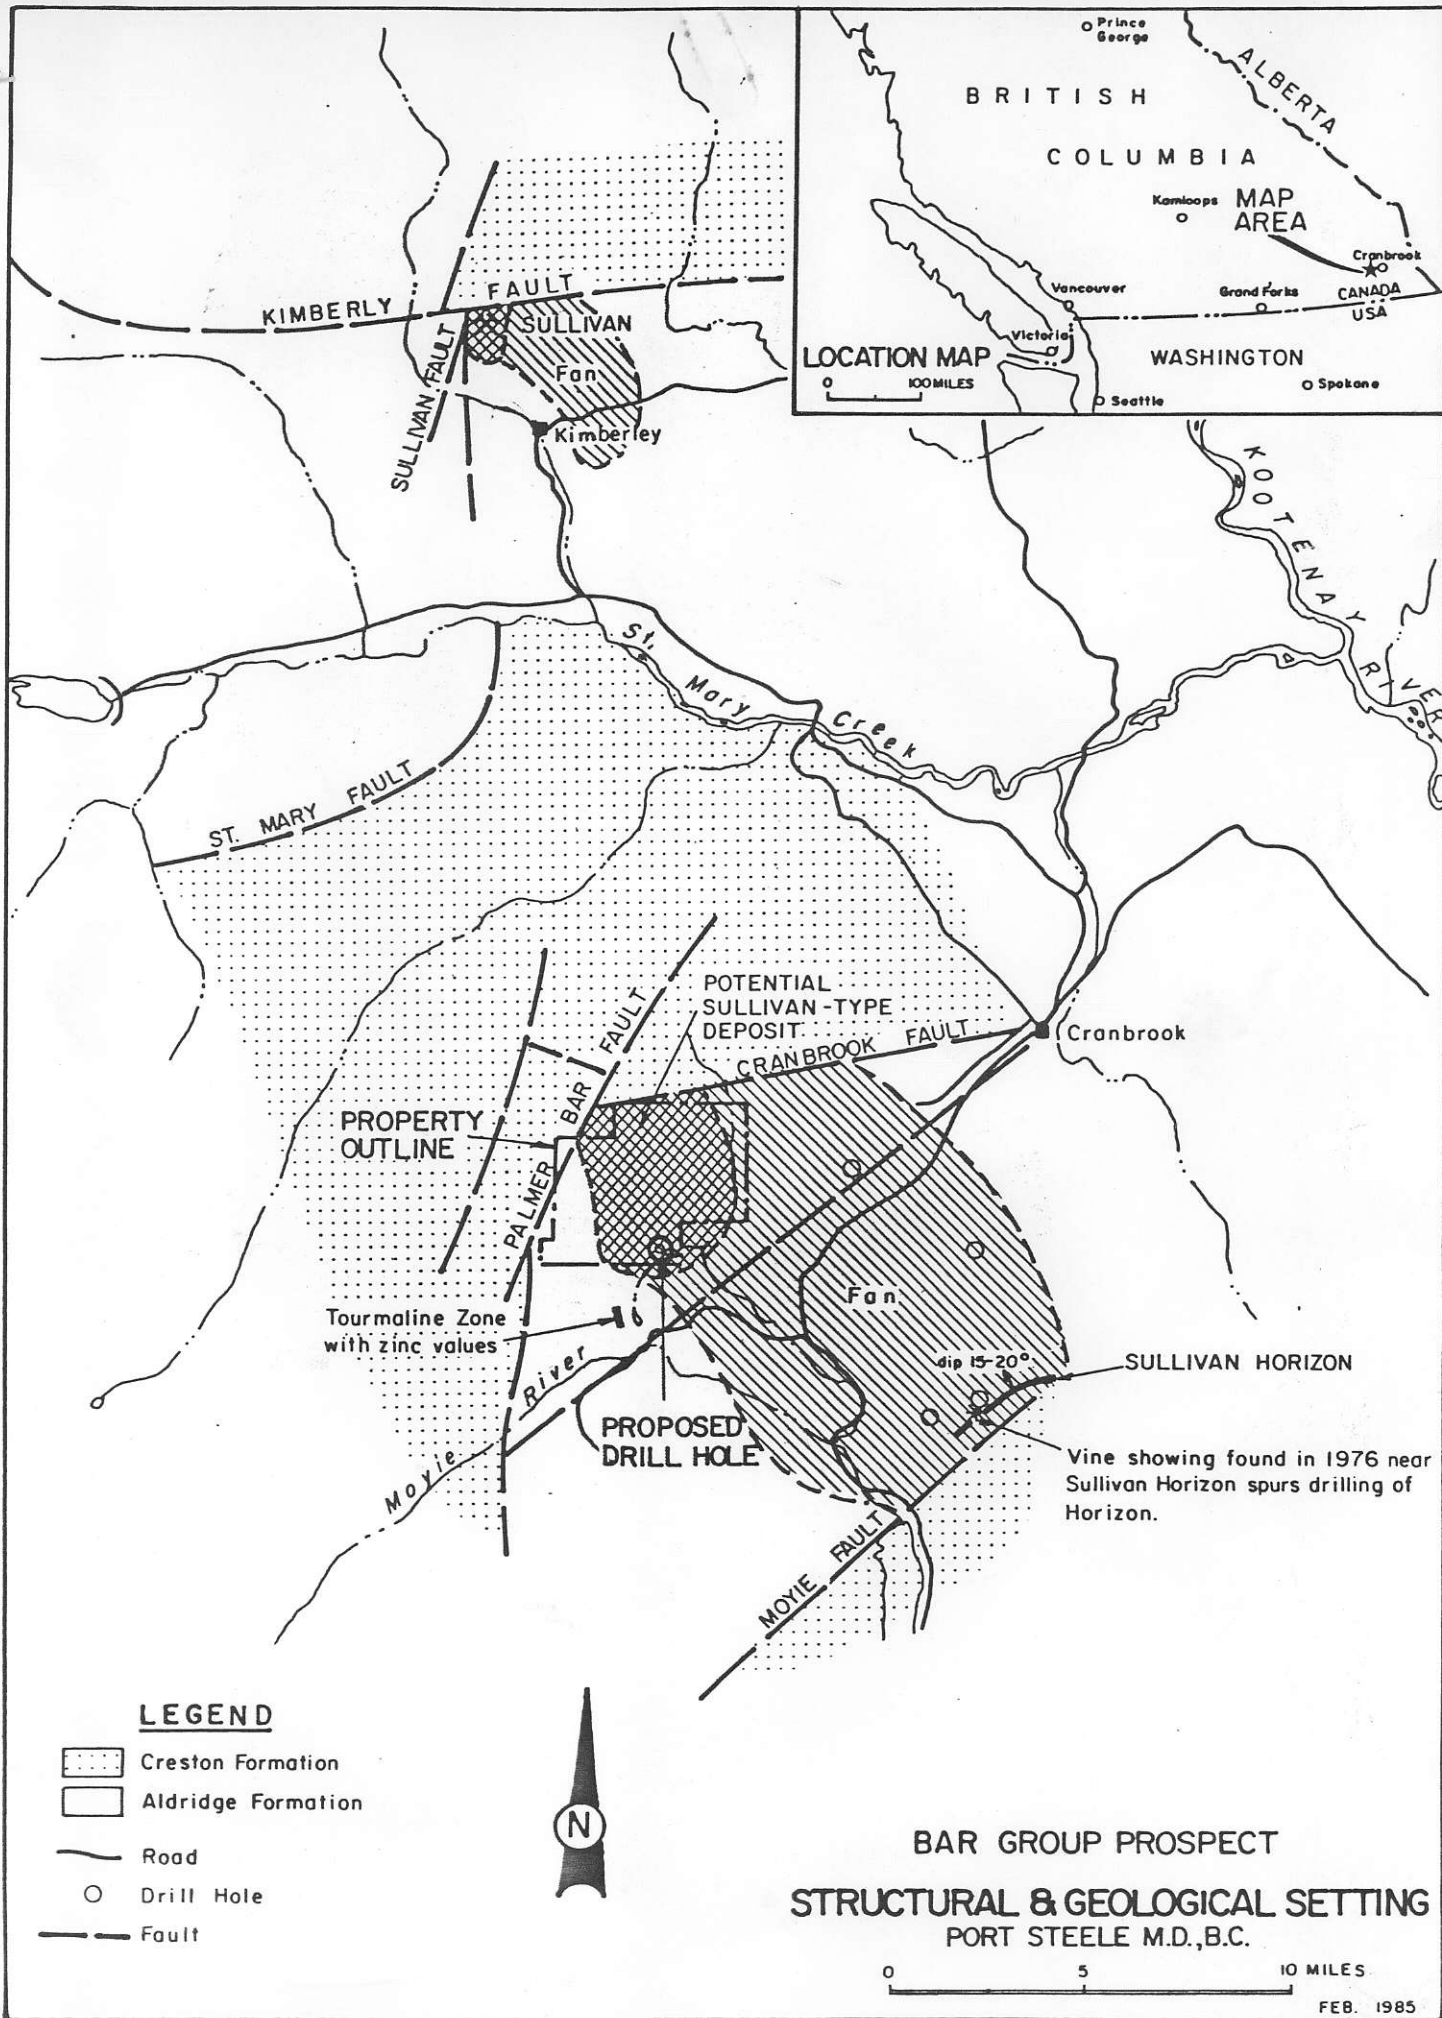 Prince
George
ALBERTA
BRITISH
COLUMBIA
Kamloops
MAP
AREA
Cranbrook
Vancouver
Grand Forks
CANADA
USA
Victoria
LOCATION MAP
WASHINGTON
0 100 MILES
Spokane
Seattle
KIMBERLY FAULT
SULLIVAN
Fan
SULLIVAN FAULT
Kimberley
KOOTENAY RIVER
St. Mary Creek
ST. MARY FAULT
POTENTIAL
SULLIVAN-TYPE
DEPOSIT
CRANBROOK FAULT
Cranbrook
PALMER BAR FAULT
PROPERTY
OUTLINE
Fan
Tourmaline Zone
with zinc values
dip 15-20°
SULLIVAN HORIZON
Moyie River
PROPOSED
DRILL HOLE
Vine showing found in 1976 near
Sullivan Horizon spurs drilling of
Horizon.
MOYIE FAULT
LEGEND
Creston Formation
Aldridge Formation
Road
Drill Hole
Fault
N
BAR GROUP PROSPECT
STRUCTURAL & GEOLOGICAL SETTING
PORT STEELE M.D.,B.C.
0 5 10 MILES
FEB. 1985